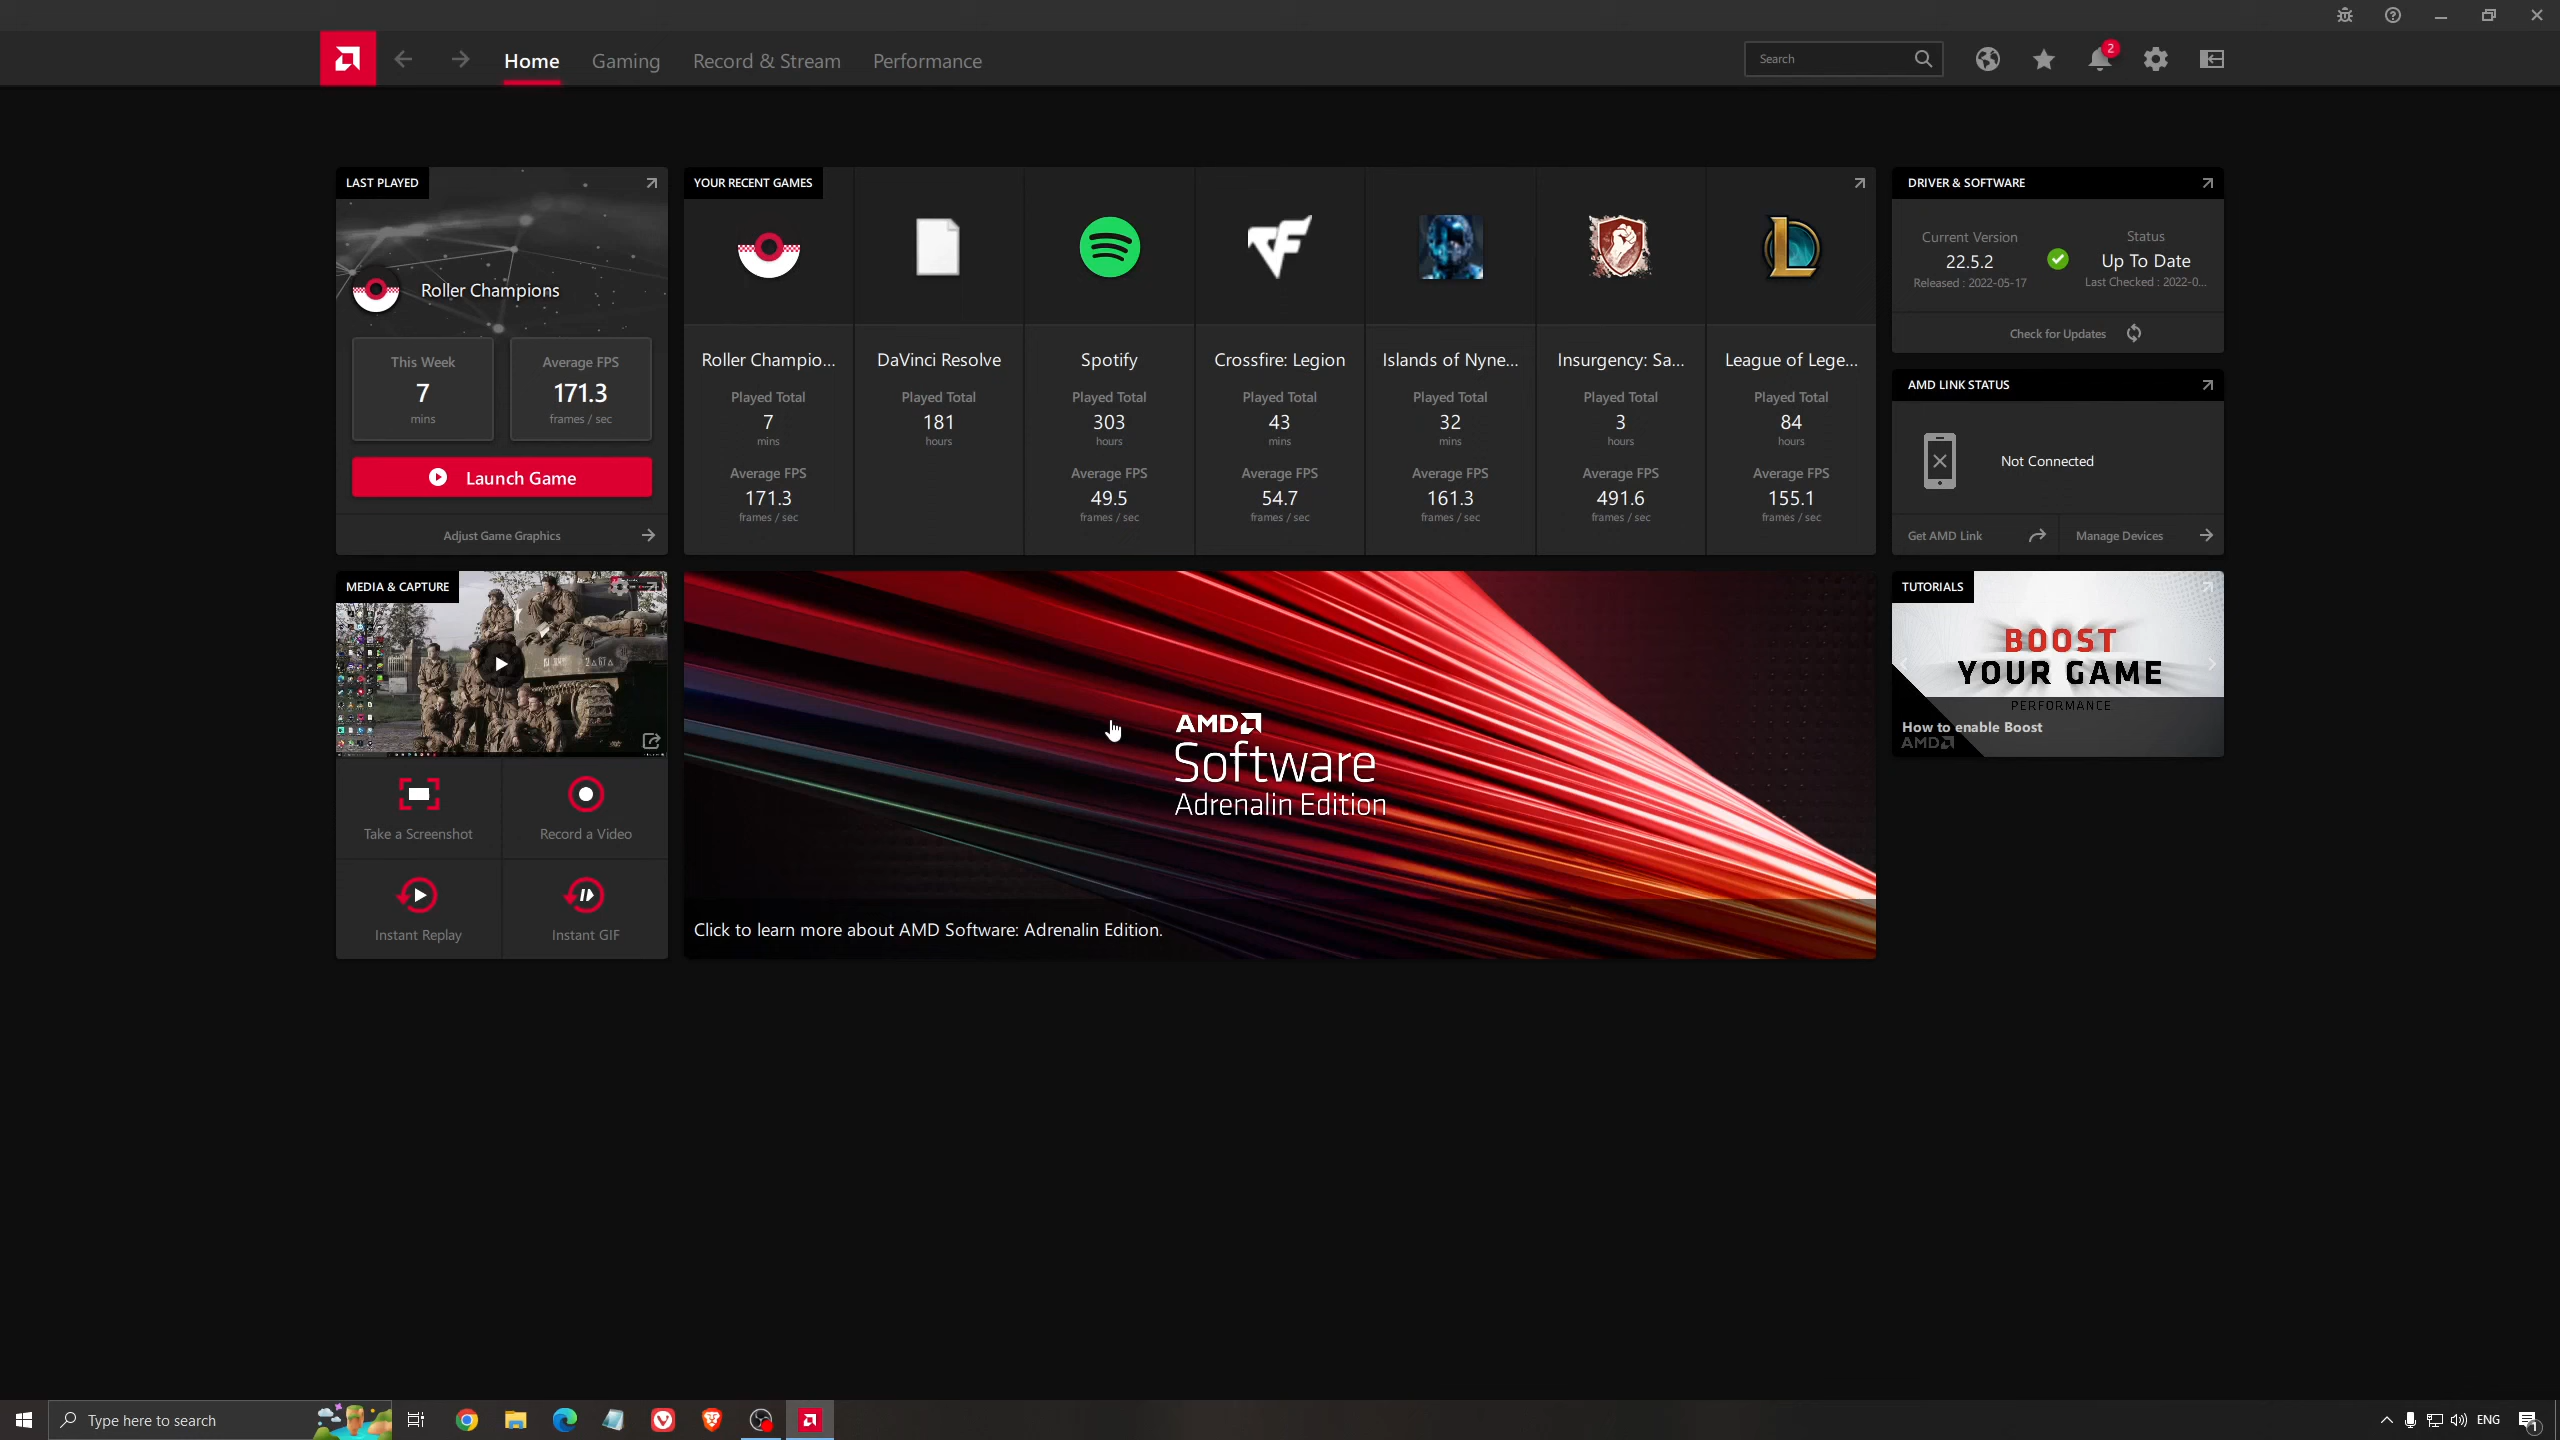 Home
Gaming
Record & Stream
Performance
Search
2
LAST PLAYED
Roller Champions
This Week
7
mins
Average FPS
171.3
frames / sec
Launch Game
Adjust Game Graphics
YOUR RECENT GAMES
Roller Champio...
Played Total
7
mins
Average FPS
171.3
frames / sec
DaVinci Resolve
Played Total
181
hours
Spotify
Played Total
303
hours
Average FPS
49.5
frames / sec
Crossfire: Legion
Played Total
43
mins
Average FPS
54.7
frames / sec
Islands of Nyne...
Played Total
32
mins
Average FPS
161.3
frames / sec
Insurgency: Sa...
Played Total
3
hours
Average FPS
491.6
frames / sec
League of Lege...
Played Total
84
hours
Average FPS
155.1
frames / sec
DRIVER & SOFTWARE
Current Version
22.5.2
Released : 2022-05-17
Status
Up To Date
Last Checked : 2022-0...
Check for Updates
AMD LINK STATUS
Not Connected
Get AMD Link
Manage Devices
MEDIA & CAPTURE
Take a Screenshot
Record a Video
Instant Replay
Instant GIF
AMD
Software
Adrenalin Edition
Click to learn more about AMD Software: Adrenalin Edition.
TUTORIALS
BOOST
YOUR GAME
PERFORMANCE
How to enable Boost
AMD
Type here to search
ENG
1